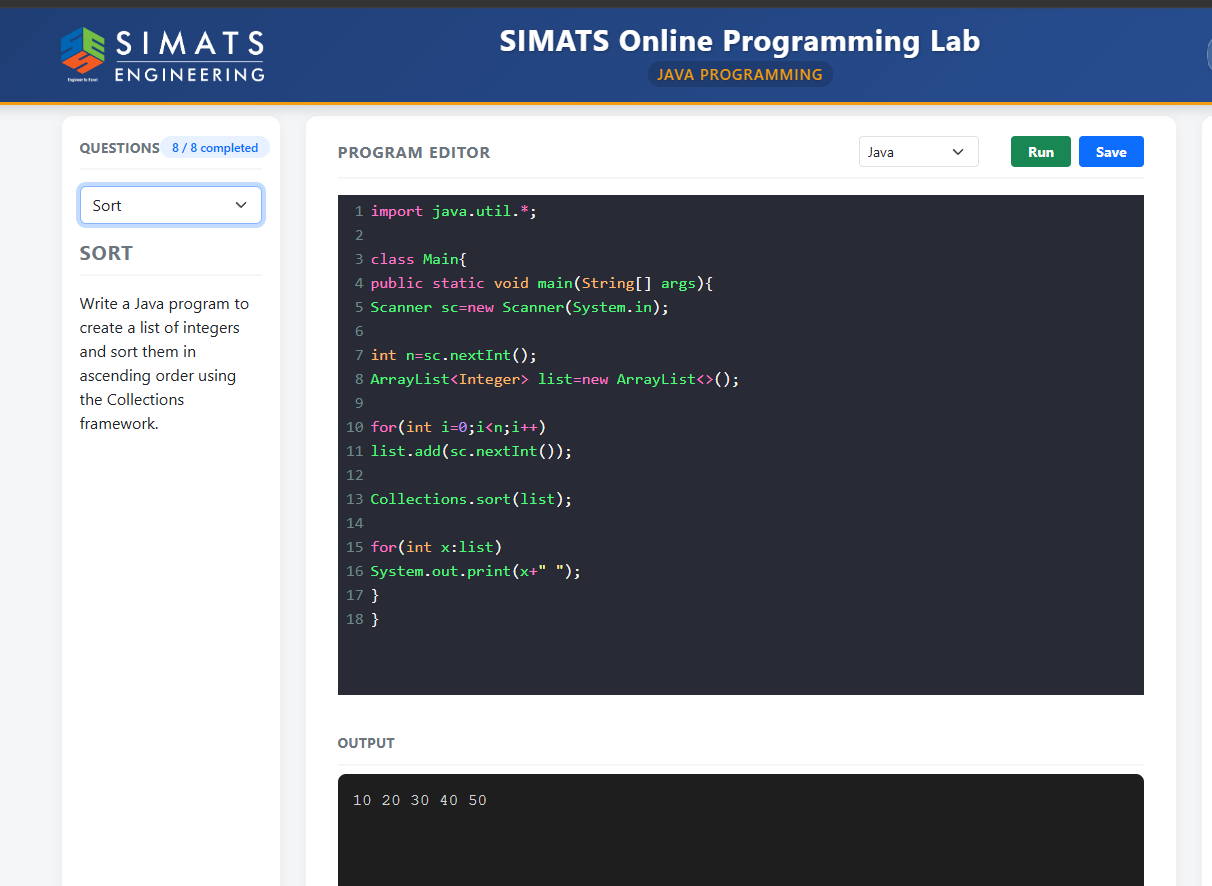 SIMATS
ENGINEERING
Engineer to Excel
SIMATS Online Programming Lab
JAVA PROGRAMMING
QUESTIONS 8 / 8 completed
Sort
SORT
Write a Java program to
create a list of integers
and sort them in
ascending order using
the Collections
framework.
PROGRAM EDITOR
Java
Run
Save
1 import java.util.*;
2
3 class Main{
4 public static void main(String[] args){
5 Scanner sc=new Scanner(System.in);
6
7 int n=sc.nextInt();
8 ArrayList<Integer> list=new ArrayList<>();
9
10 for(int i=0;i<n;i++)
11 list.add(sc.nextInt());
12
13 Collections.sort(list);
14
15 for(int x:list)
16 System.out.print(x+" ");
17 }
18 }
OUTPUT
10 20 30 40 50